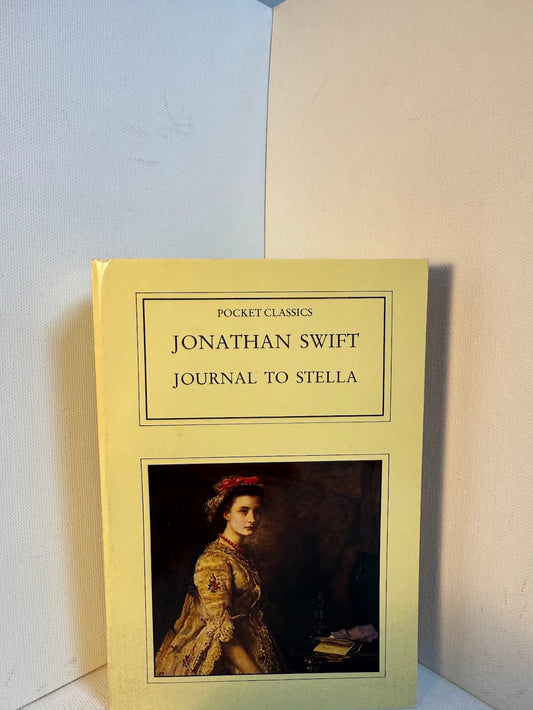 POCKET CLASSICS
JONATHAN SWIFT
JOURNAL TO STELLA